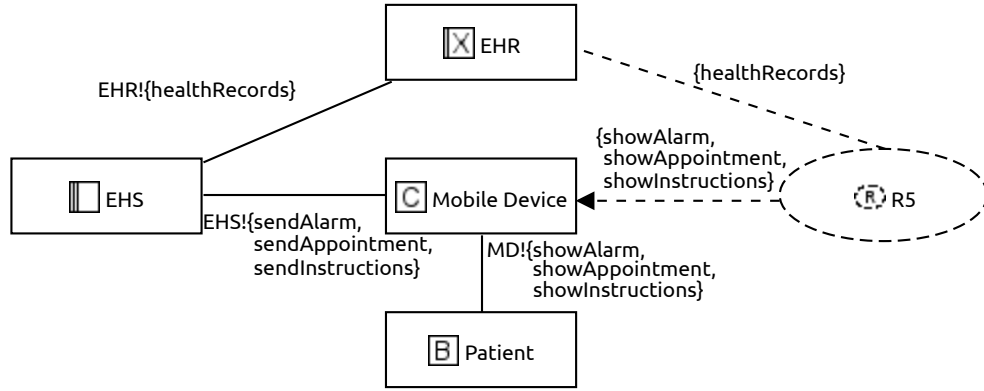 X EHR
EHR!{healthRecords}
{healthRecords}
{showAlarm,
showAppointment,
showInstructions}
EHS
C Mobile Device
R R5
EHS!{sendAlarm,
sendAppointment,
sendInstructions}
MD!{showAlarm,
showAppointment,
showInstructions}
B Patient